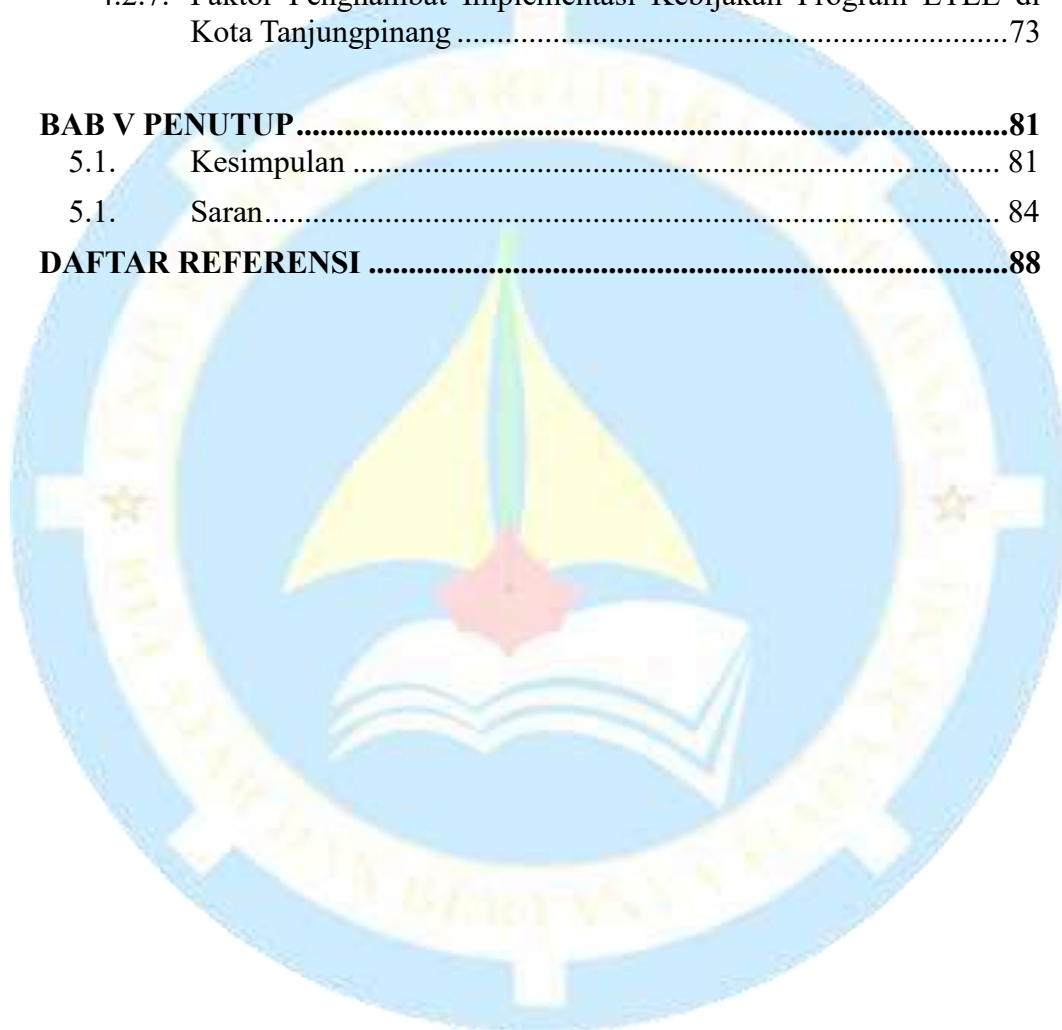 4.2.7. Faktor Penghambat Implementasi Kebijakan Program ETLE di
Kota Tanjungpinang ........................................................................... 73
BAB V PENUTUP ................................................................................... 81
5.1. Kesimpulan ................................................................................... 81
5.1. Saran ................................................................................... 84
DAFTAR REFERENSI ........................................................................... 88